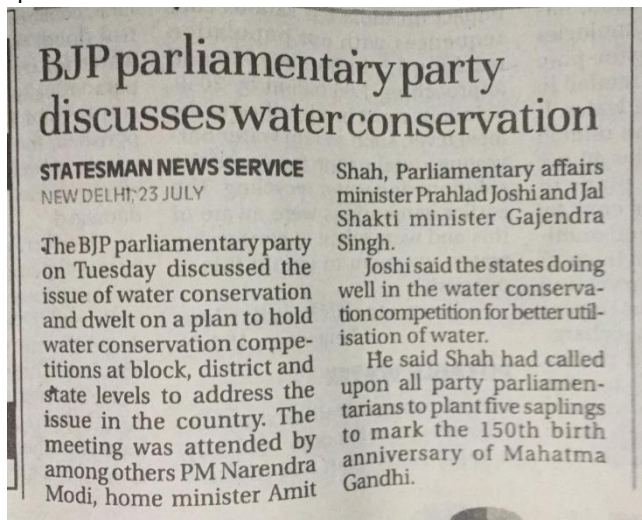 BJP parliamentary party
discusses water conservation
STATESMAN NEWS SERVICE
NEW DELHI, 23 JULY
The BJP parliamentary party
on Tuesday discussed the
issue of water conservation
and dwelt on a plan to hold
water conservation compe-
titions at block, district and
state levels to address the
issue in the country. The
meeting was attended by
among others PM Narendra
Modi, home minister Amit
Shah, Parliamentary affairs
minister Prahlad Joshi and Jal
Shakti minister Gajendra
Singh.
Joshi said the states doing
well in the water conserva-
tion competition for better util-
isation of water.
He said Shah had called
upon all party parliamen-
tarians to plant five saplings
to mark the 150th birth
anniversary of Mahatma
Gandhi.